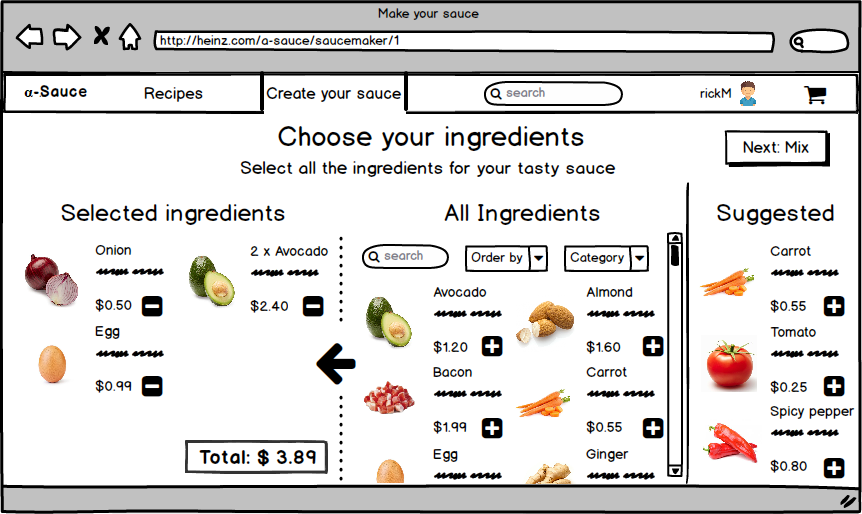 Make your sauce
http://heinz.com/a-sauce/saucemaker/1
α-Sauce
Recipes
Create your sauce
search
rickM
Choose your ingredients
Next: Mix
Select all the ingredients for your tasty sauce
Selected ingredients
Onion
2 x Avocado
$0.50
$2.40
Egg
$0.99
Total: $ 3.89
All Ingredients
search
Order by
Category
Avocado
Almond
$1.20
$1.60
Bacon
Carrot
$1.99
$0.55
Egg
Ginger
Suggested
Carrot
$0.55
Tomato
$0.25
Spicy pepper
$0.80